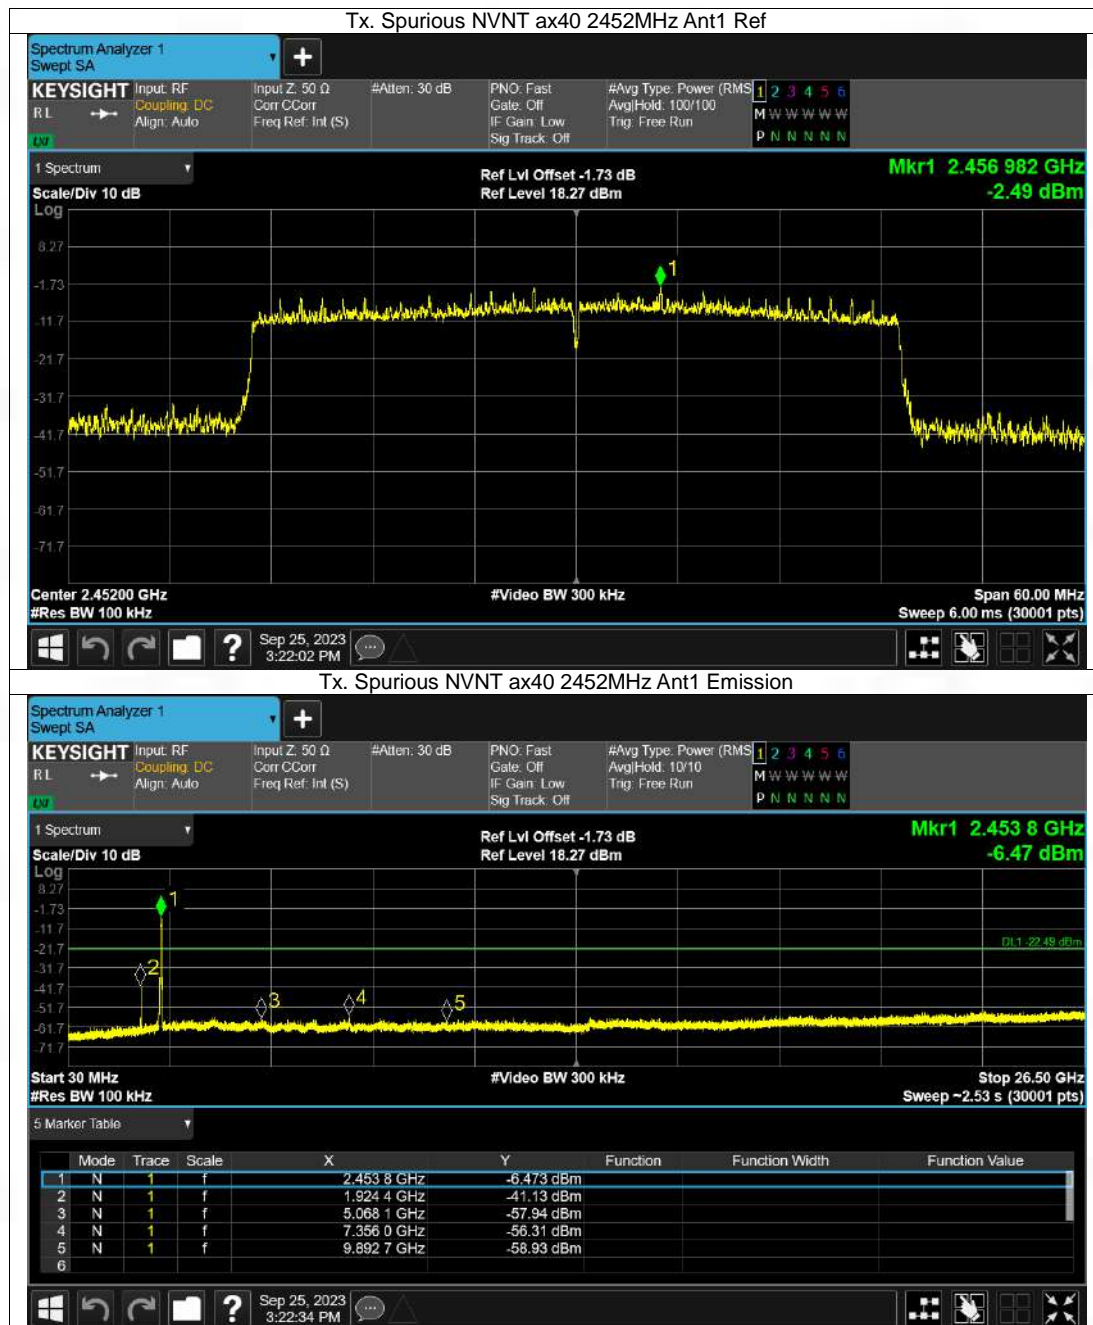 Tx. Spurious NVNT ax40 2452MHz Ant1 Ref
Spectrum Analyzer 1
Swept SA
+
KEYSIGHT Input: RF Input Z: 50 Ω #Atten: 30 dB PNO: Fast #Avg Type: Power (RMS 1 2 3 4 5 6
RL Coupling: DC Corr CCorr Gate: Off Avg|Hold: 100/100 M W W W W W
Align: Auto Freq Ref: Int (S) IF Gain: Low Trig: Free Run
LXI Sig Track: Off P N N N N N
1 Spectrum Ref Lvl Offset -1.73 dB Mkr1 2.456 982 GHz
Scale/Div 10 dB Ref Level 18.27 dBm -2.49 dBm
Log
8.27
1
-1.73
-11.7
-21.7
-31.7
-41.7
-51.7
-61.7
-71.7
Center 2.45200 GHz #Video BW 300 kHz Span 60.00 MHz
#Res BW 100 kHz Sweep 6.00 ms (30001 pts)
? Sep 25, 2023
3:22:02 PM
Tx. Spurious NVNT ax40 2452MHz Ant1 Emission
Spectrum Analyzer 1
Swept SA
+
KEYSIGHT Input: RF Input Z: 50 Ω #Atten: 30 dB PNO: Fast #Avg Type: Power (RMS 1 2 3 4 5 6
RL Coupling: DC Corr CCorr Gate: Off Avg|Hold: 10/10 M W W W W W
Align: Auto Freq Ref: Int (S) IF Gain: Low Trig: Free Run
LXI Sig Track: Off P N N N N N
1 Spectrum Ref Lvl Offset -1.73 dB Mkr1 2.453 8 GHz
Scale/Div 10 dB Ref Level 18.27 dBm -6.47 dBm
Log
8.27
1
-1.73
-11.7
-21.7 DL1 -22.49 dBm
-31.7 2
-41.7
-51.7 3 4 5
-61.7
-71.7
Start 30 MHz #Video BW 300 kHz Stop 26.50 GHz
#Res BW 100 kHz Sweep ~2.53 s (30001 pts)
5 Marker Table
Mode Trace Scale X Y Function Function Width Function Value
1 N 1 f 2.453 8 GHz -6.473 dBm
2 N 1 f 1.924 4 GHz -41.13 dBm
3 N 1 f 5.068 1 GHz -57.94 dBm
4 N 1 f 7.356 0 GHz -56.31 dBm
5 N 1 f 9.892 7 GHz -58.93 dBm
6
? Sep 25, 2023
3:22:34 PM